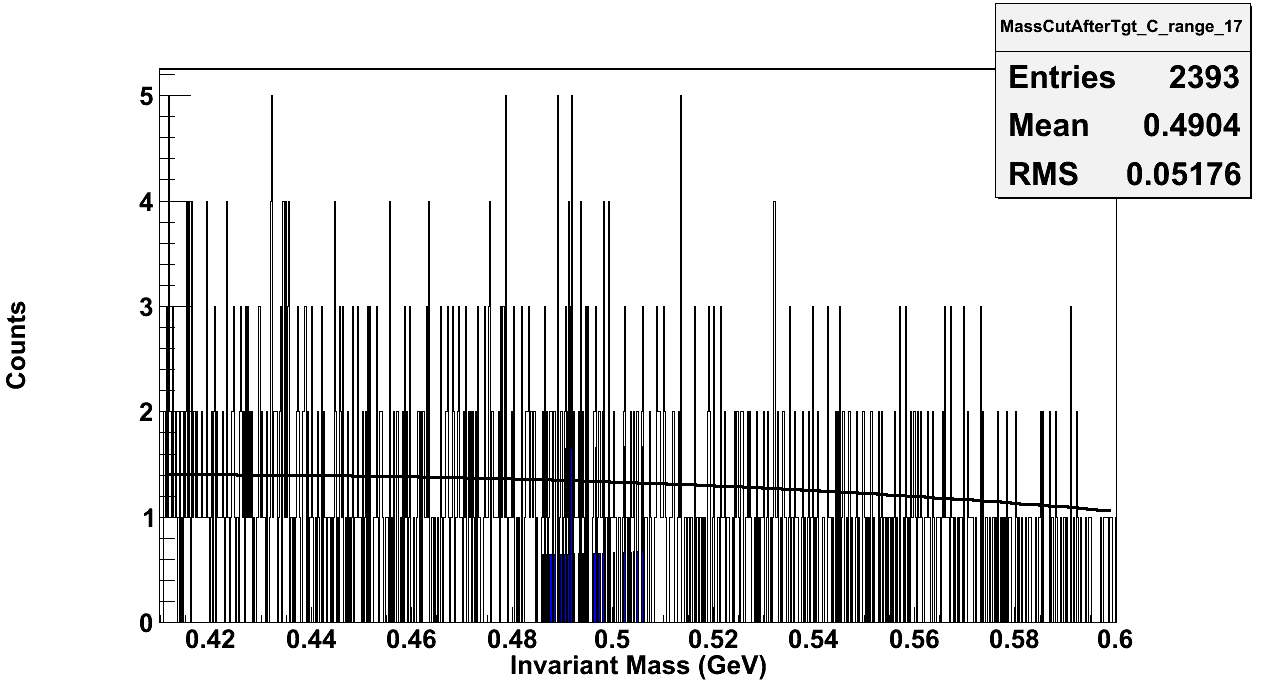 MassCutAfterTgt_C_range_17
Entries 2393
Mean 0.4904
RMS 0.05176
5
4
3
2
1
0
Counts
0.42 0.44 0.46 0.48 0.5 0.52 0.54 0.56 0.58 0.6
Invariant Mass (GeV)